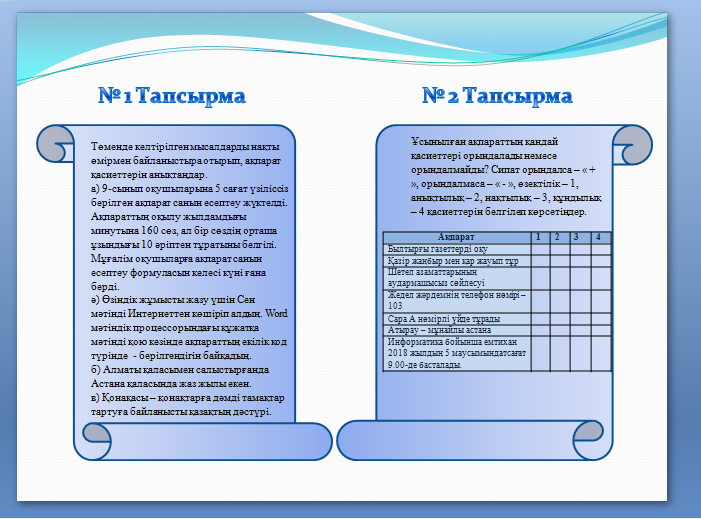 №1 Тапсырма
Төменде келтірілген мысалдарды нақты
өмірмен байланыстыра отырып, ақпарат
қасиеттерін анықтаңдар.
а) 9-сынып оқушыларына 5 сағат үзіліссіз
берілген ақпарат санын есептеу жүктелді.
Ақпараттың оқылу жылдамдығы
минутына 160 сөз, ал бір сөздің орташа
ұзындығы 10 әріптен тұратыны белгілі.
Мұғалім оқушыларға ақпарат санын
есептеу формуласын келесі күні ғана
берді.
ә) Өзіндік жұмысты жазу үшін Сен
мәтінді Интернеттен көшіріп алдың. Word
мәтіндік процессорындағы құжатқа
мәтінді қою кезінде ақпараттың екілік код
түрінде - берілгендігін байқадың.
б) Алматы қаласымен салыстырғанда
Астана қаласында жаз жылы екен.
в) Қонақасы – қонақтарға дәмді тамақтар
тартуға байланысты қазақтың дәстүрі.
№2 Тапсырма
Ұсынылған ақпараттың қандай
қасиеттері орындалады немесе
орындалмайды? Сипат орындалса – « +
», орындалмаса – « - », өзектілік – 1,
анықтылық – 2, нақтылық – 3, құндылық
– 4 қасиеттерін белгілеп көрсетіңдер.
Ақпарат 1 2 3 4
Былтырғы газеттерді оқу
Қазір жаңбыр мен қар жауып тұр
Шетел азаматтарының
аудармашысыз сөйлесуі
Жедел жәрдемнің телефон нөмірі –
103
Сара А нөмірлі үйде тұрады
Атырау – мұнайлы астана
Информатика бойынша емтихан
2018 жылдың 5 маусымындатсағат
9.00-де басталады.